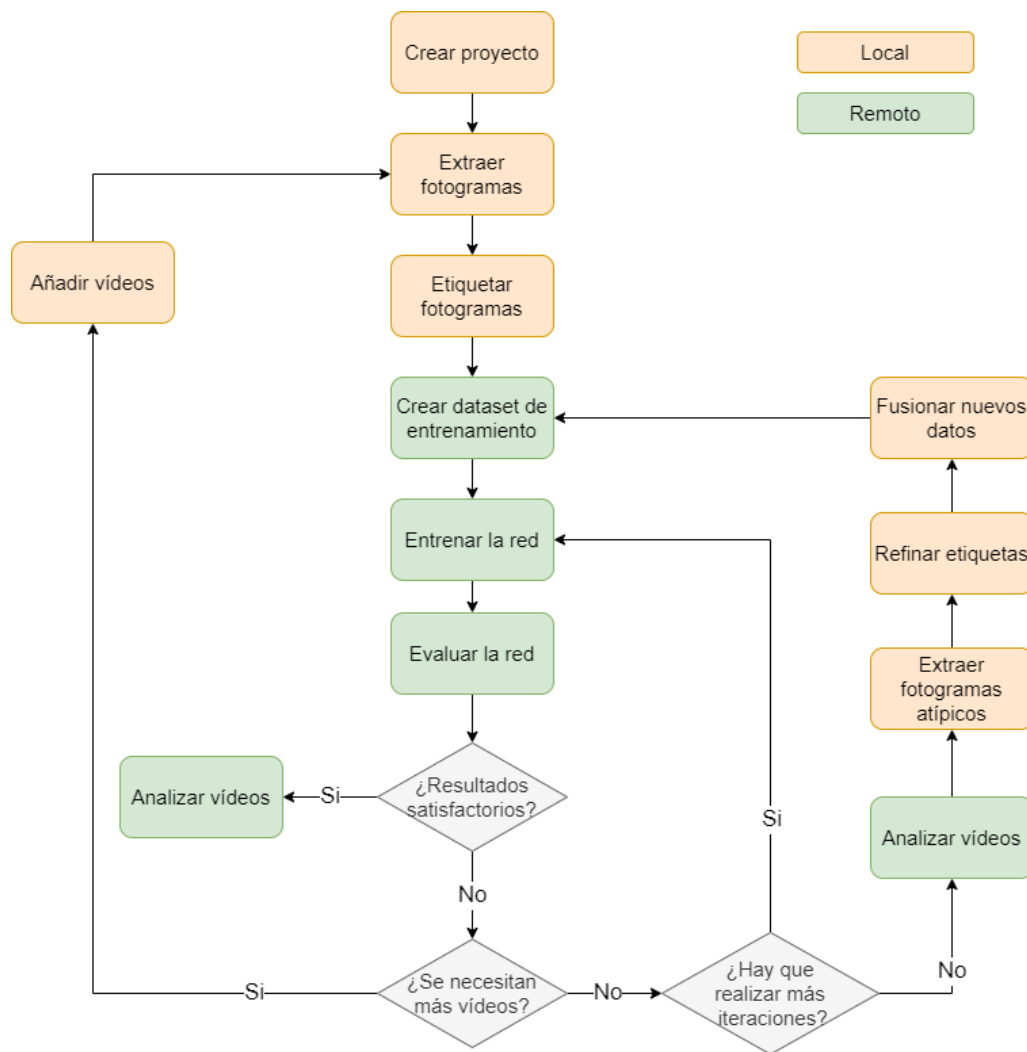 Crear proyecto
Local
Remoto
Extraer
fotogramas
Añadir vídeos
Etiquetar
fotogramas
Crear dataset de
entrenamiento
Fusionar nuevos
datos
Entrenar la red
Refinar etiquetas
Evaluar la red
Extraer
fotogramas
atípicos
¿Resultados
satisfactorios?
Si
Analizar vídeos
Si
Analizar vídeos
No
¿Se necesitan
más vídeos?
Si
No
¿Hay que
realizar más
iteraciones?
No